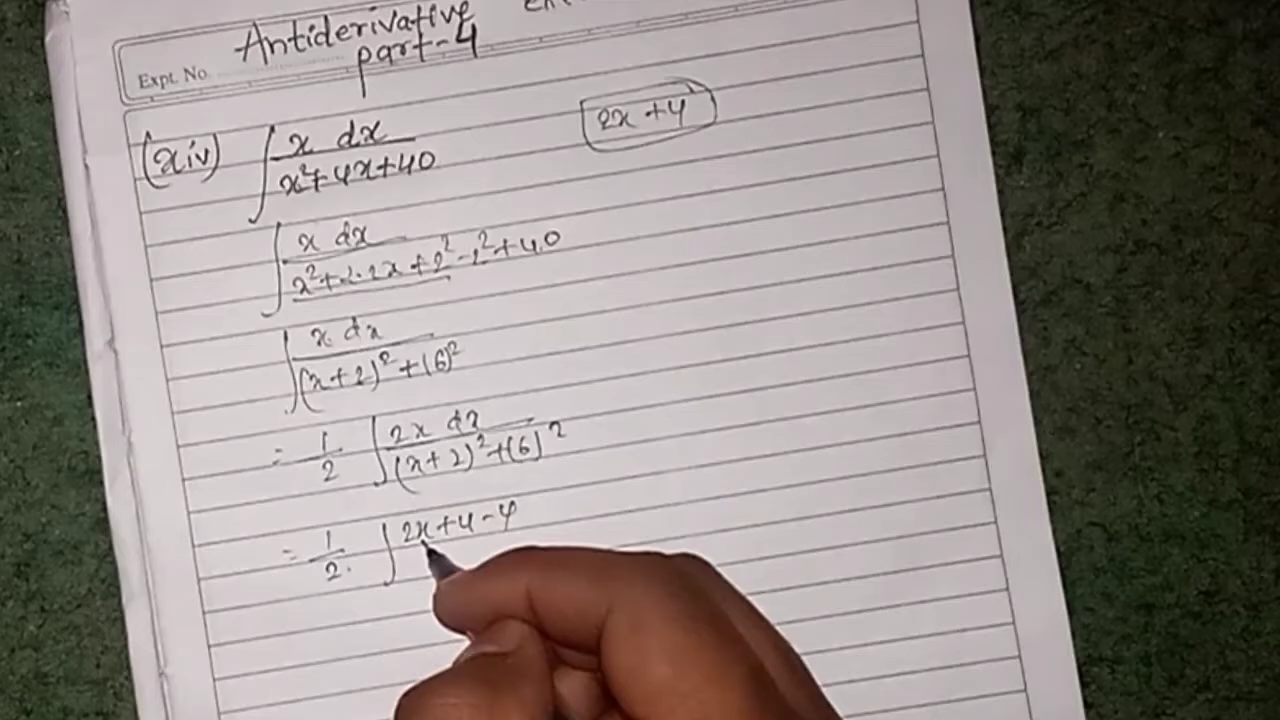 Antiderivative
part-4
Expt. No.
(xiv) ∫ x dx / x²+4x+40
2x+4
∫ x dx / x²+2·2x+2²-2²+40
∫ x dx / (x+2)²+(6)²
= 1/2 ∫ 2x dx / (x+2)²+(6)²
= 1/2 ∫ 2x+4-4